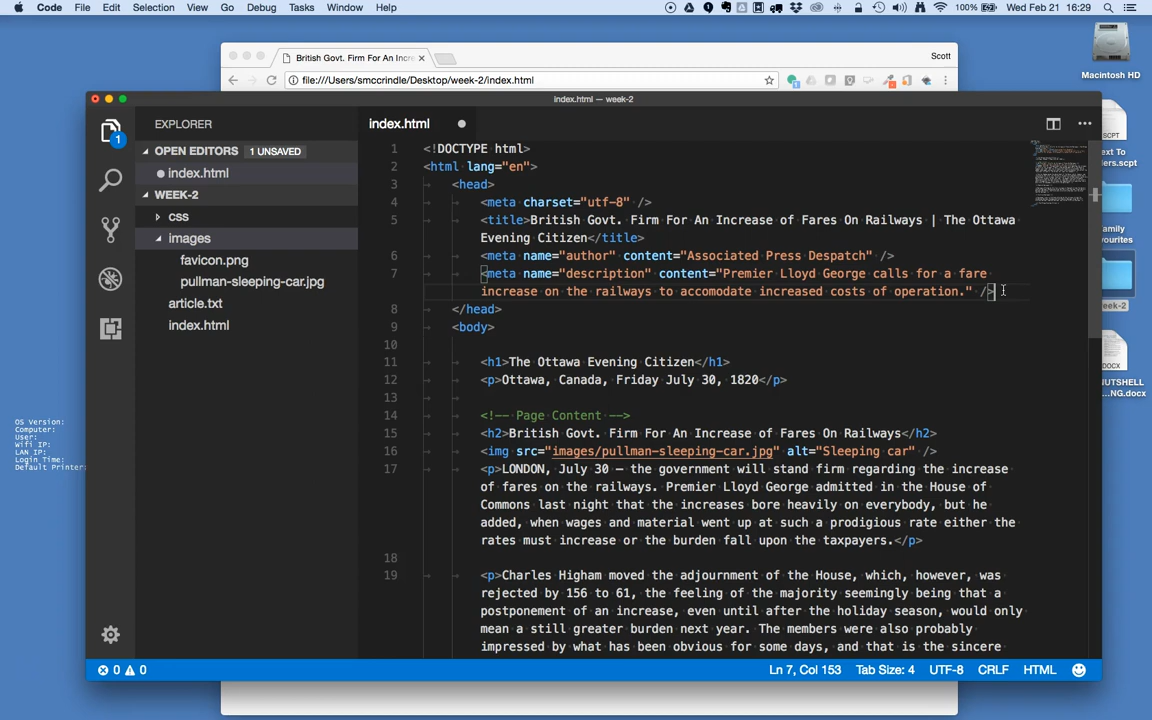 Code File Edit Selection View Go Debug Tasks Window Help 100% Wed Feb 21 16:29
British Govt. Firm For An Incre
Scott
file:///Users/smccrindle/Desktop/week-2/index.html
Macintosh HD
index.html — week-2
EXPLORER
OPEN EDITORS 1 UNSAVED
index.html
WEEK-2
css
images
favicon.png
pullman-sleeping-car.jpg
article.txt
index.html
1
index.html
1 <!DOCTYPE html>
2 <html lang="en">
3 <head>
4 <meta charset="utf-8" />
5 <title>British Govt. Firm For An Increase of Fares On Railways | The Ottawa
Evening Citizen</title>
6 <meta name="author" content="Associated Press Despatch" />
7 <meta name="description" content="Premier Lloyd George calls for a fare
increase on the railways to accomodate increased costs of operation." />
8 </head>
9 <body>
10
11 <h1>The Ottawa Evening Citizen</h1>
12 <p>Ottawa, Canada, Friday July 30, 1820</p>
13
14 <!-- Page Content -->
15 <h2>British Govt. Firm For An Increase of Fares On Railways</h2>
16 <img src="images/pullman-sleeping-car.jpg" alt="Sleeping car" />
17 <p>LONDON, July 30 — the government will stand firm regarding the increase
of fares on the railways. Premier Lloyd George admitted in the House of
Commons last night that the increases bore heavily on everybody, but he
added, when wages and material went up at such a prodigious rate either the
rates must increase or the burden fall upon the taxpayers.</p>
18
19 <p>Charles Higham moved the adjournment of the House, which, however, was
rejected by 156 to 61, the feeling of the majority seemingly being that a
postponement of an increase, even until after the holiday season, would only
mean a still greater burden next year. The members were also probably
impressed by what has been obvious for some days, and that is the sincere
0 0
Ln 7, Col 153 Tab Size: 4 UTF-8 CRLF HTML
SCPT
ext To
ders.scpt
amily
vourites
eek-2
DOCX
NUTSHELL
...NG.docx
OS Version:
Computer:
User:
Wifi IP:
LAN IP:
Login Time:
Default Printer: